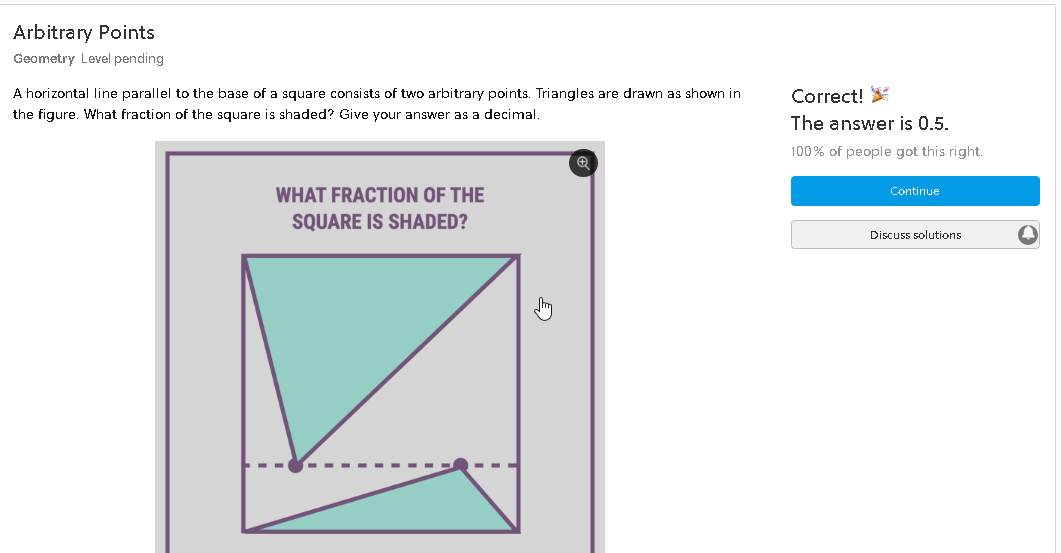 Arbitrary Points
Geometry Level pending
A horizontal line parallel to the base of a square consists of two arbitrary points. Triangles are drawn as shown in
the figure. What fraction of the square is shaded? Give your answer as a decimal.
WHAT FRACTION OF THE
SQUARE IS SHADED?
Correct! 🎉
The answer is 0.5.
100% of people got this right.
Continue
Discuss solutions